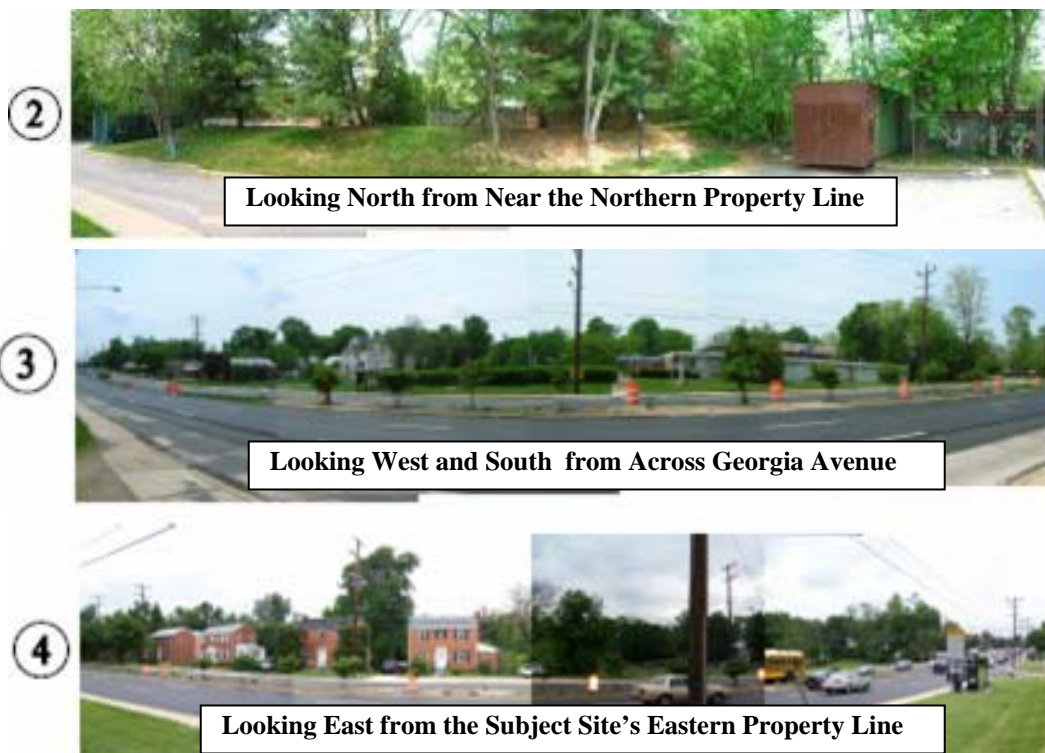 2
Looking North from Near the Northern Property Line
3
Looking West and South from Across Georgia Avenue
4
Looking East from the Subject Site's Eastern Property Line